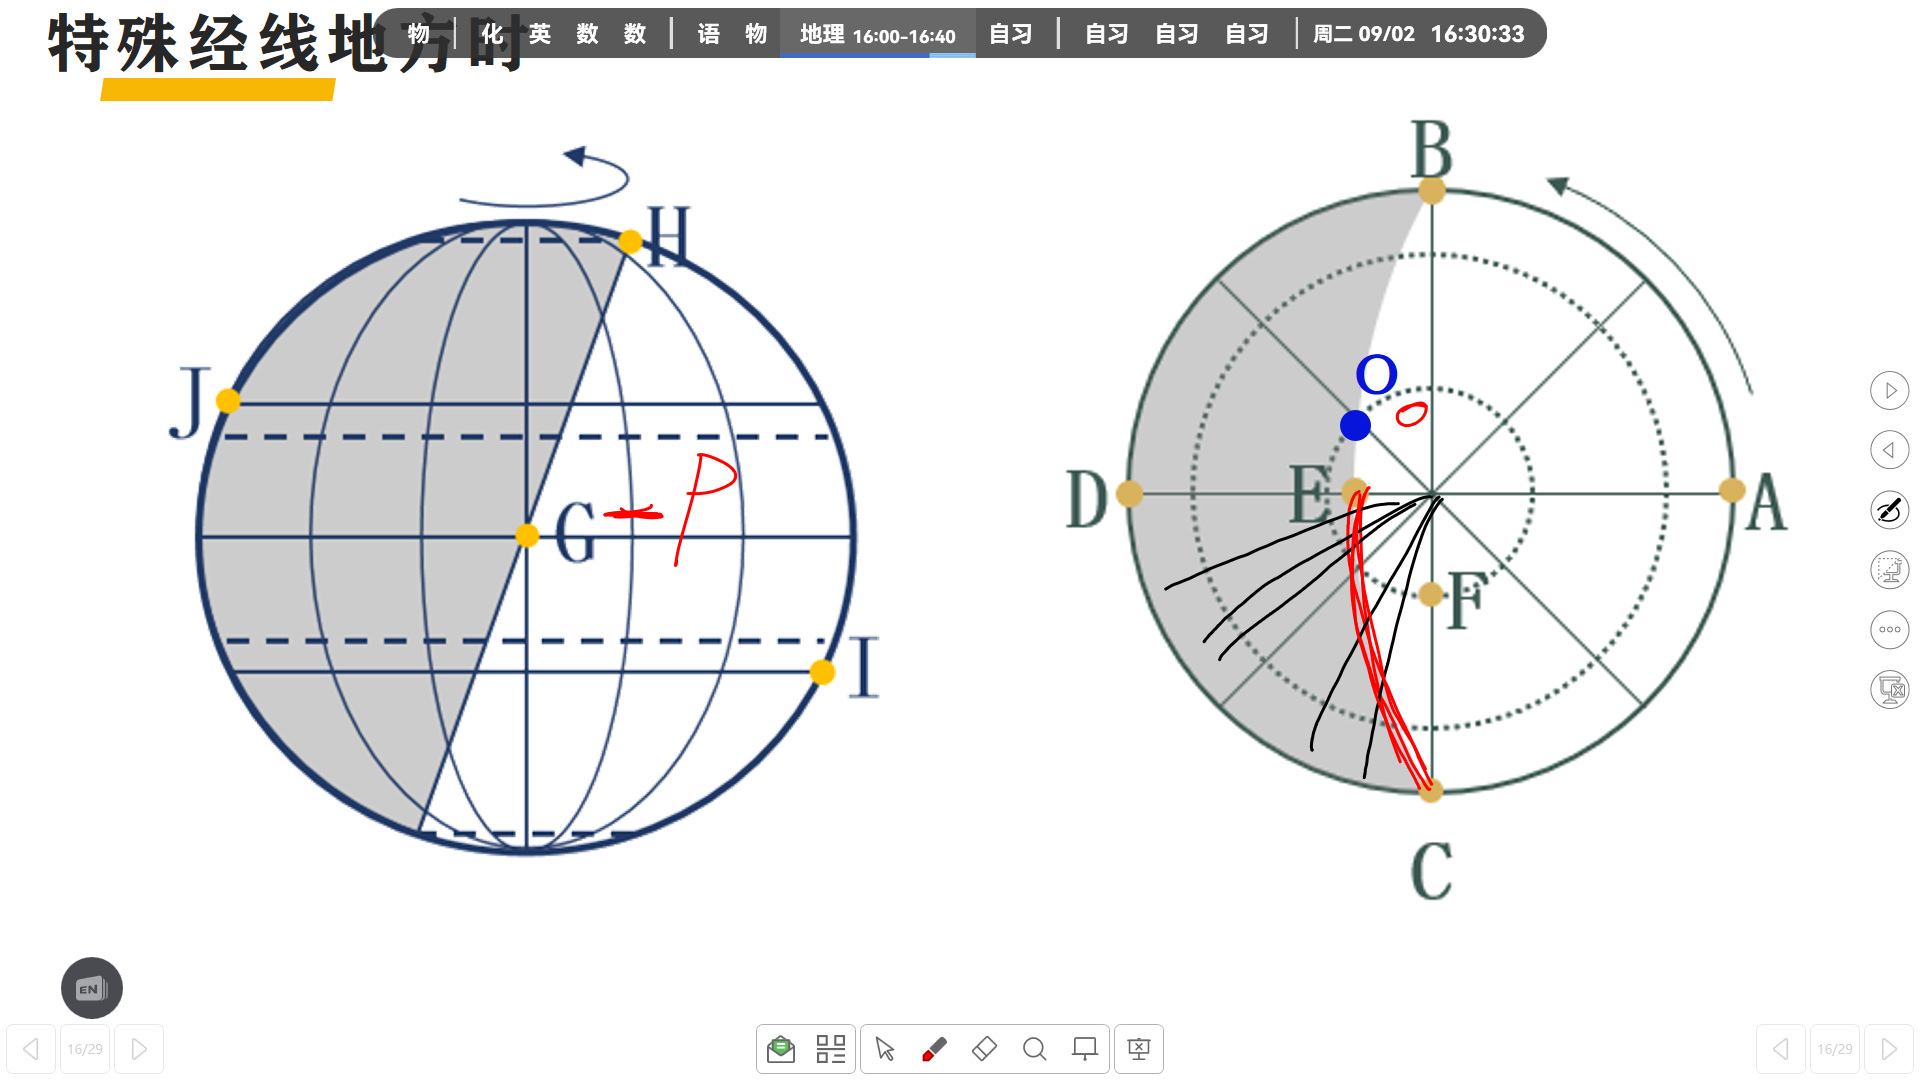 特殊经线地方时
物 | 化 英 数 数 | 语 物 地理 16:00-16:40 自习 | 自习 自习 自习 | 周二 09/02 16:30:33
B
H
J
O
P
E
D
A
G
F
I
C
EN
16/29
16/29